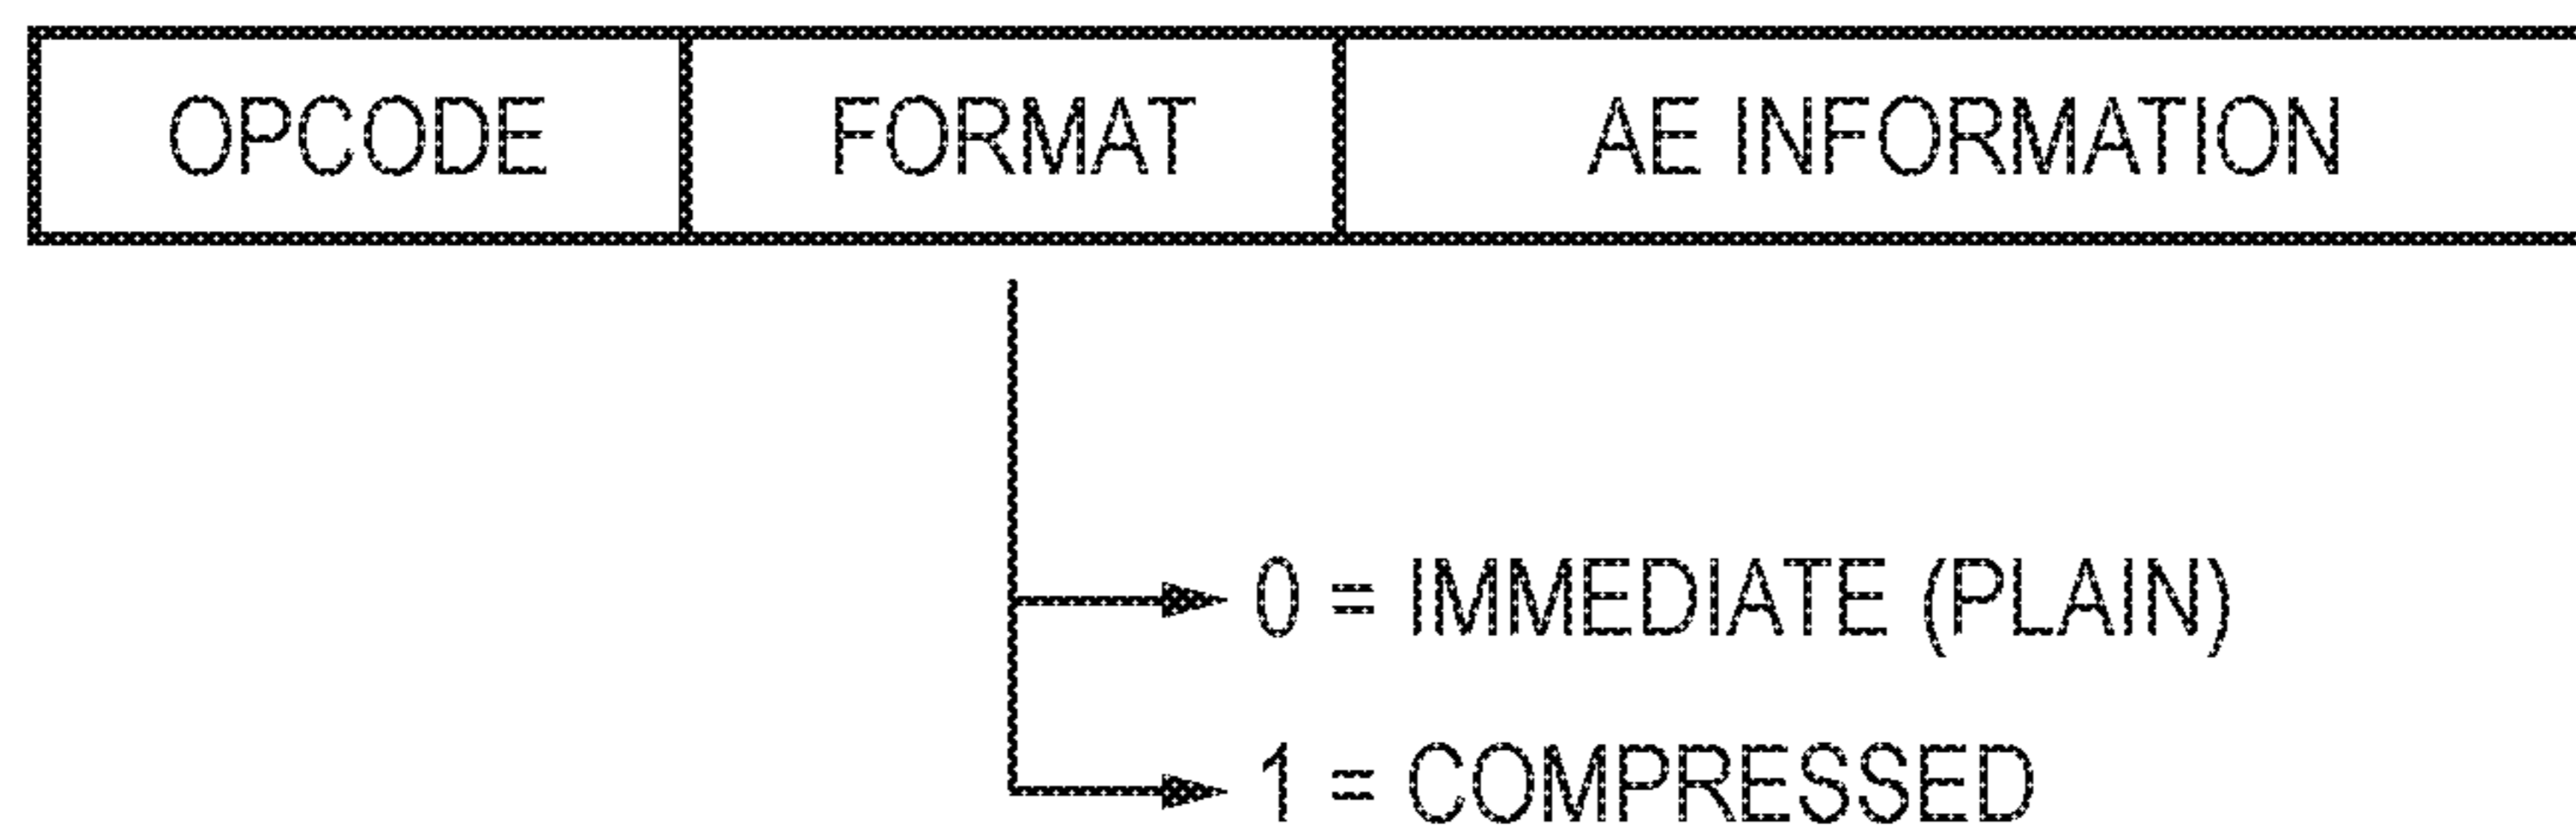 OPCODE FORMAT AE INFORMATION
0 = IMMEDIATE (PLAIN)
1 = COMPRESSED